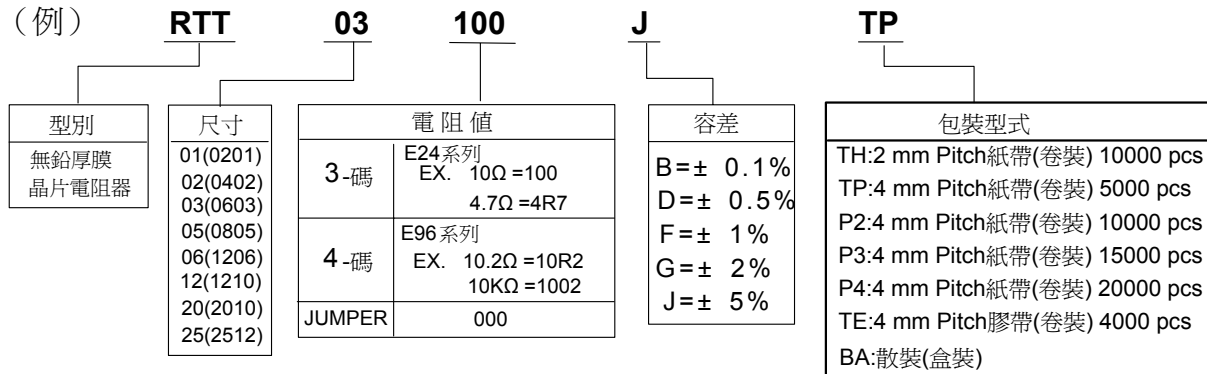 （例） RTT 03 100 J TP
型別
無鉛厚膜
晶片電阻器
尺寸
01(0201)
02(0402)
03(0603)
05(0805)
06(1206)
12(1210)
20(2010)
25(2512)
電阻值
3-碼
E24系列
EX. 10Ω =100
4.7Ω =4R7
4-碼
E96系列
EX. 10.2Ω =10R2
10KΩ =1002
JUMPER 000
容差
B=± 0.1%
D=± 0.5%
F=± 1%
G=± 2%
J=± 5%
包裝型式
TH:2 mm Pitch紙帶(卷裝) 10000 pcs
TP:4 mm Pitch紙帶(卷裝) 5000 pcs
P2:4 mm Pitch紙帶(卷裝) 10000 pcs
P3:4 mm Pitch紙帶(卷裝) 15000 pcs
P4:4 mm Pitch紙帶(卷裝) 20000 pcs
TE:4 mm Pitch膠帶(卷裝) 4000 pcs
BA:散裝(盒裝)